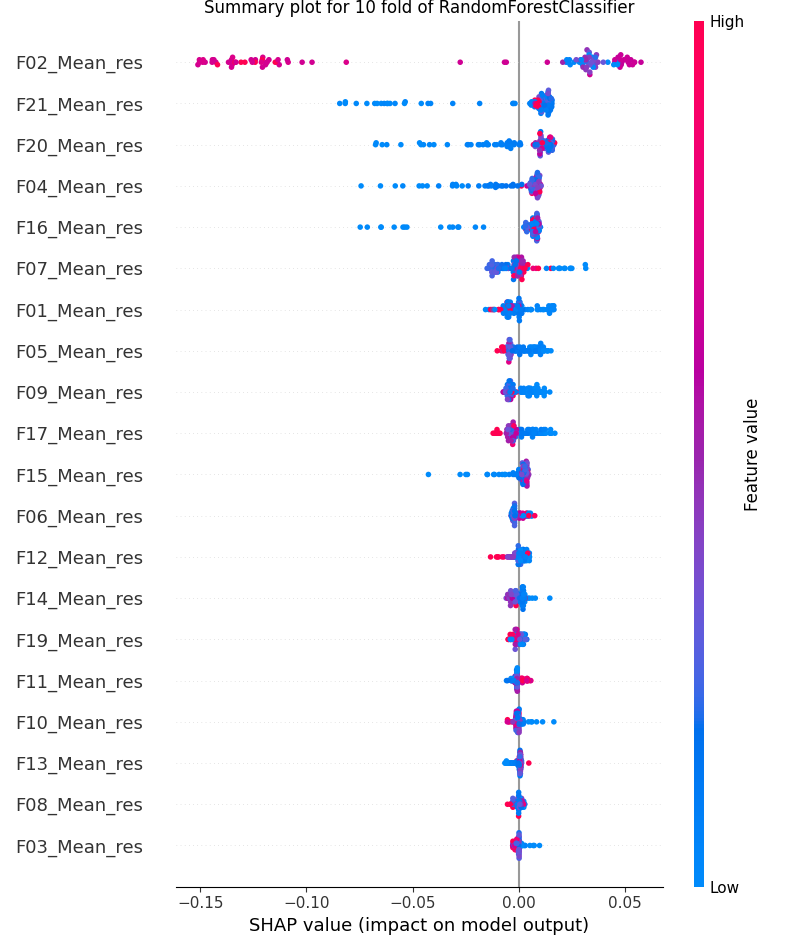 Summary plot for 10 fold of RandomForestClassifier
High
F02_Mean_res
F21_Mean_res
F20_Mean_res
F04_Mean_res
F16_Mean_res
F07_Mean_res
F01_Mean_res
F05_Mean_res
F09_Mean_res
F17_Mean_res
F15_Mean_res
F06_Mean_res
F12_Mean_res
F14_Mean_res
F19_Mean_res
F11_Mean_res
F10_Mean_res
F13_Mean_res
F08_Mean_res
F03_Mean_res
Feature value
Low
−0.15 −0.10 −0.05 0.00 0.05
SHAP value (impact on model output)